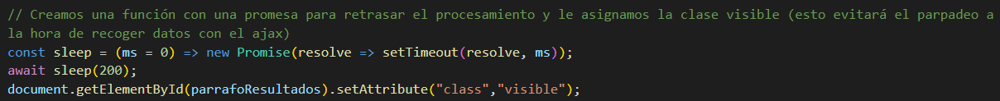 // Creamos una función con una promesa para retrasar el procesamiento y le asignamos la clase visible (esto evitará el parpadeo a
la hora de recoger datos con el ajax)
const sleep = (ms = 0) => new Promise(resolve => setTimeout(resolve, ms));
await sleep(200);
document.getElementById(parrafoResultados).setAttribute("class","visible");